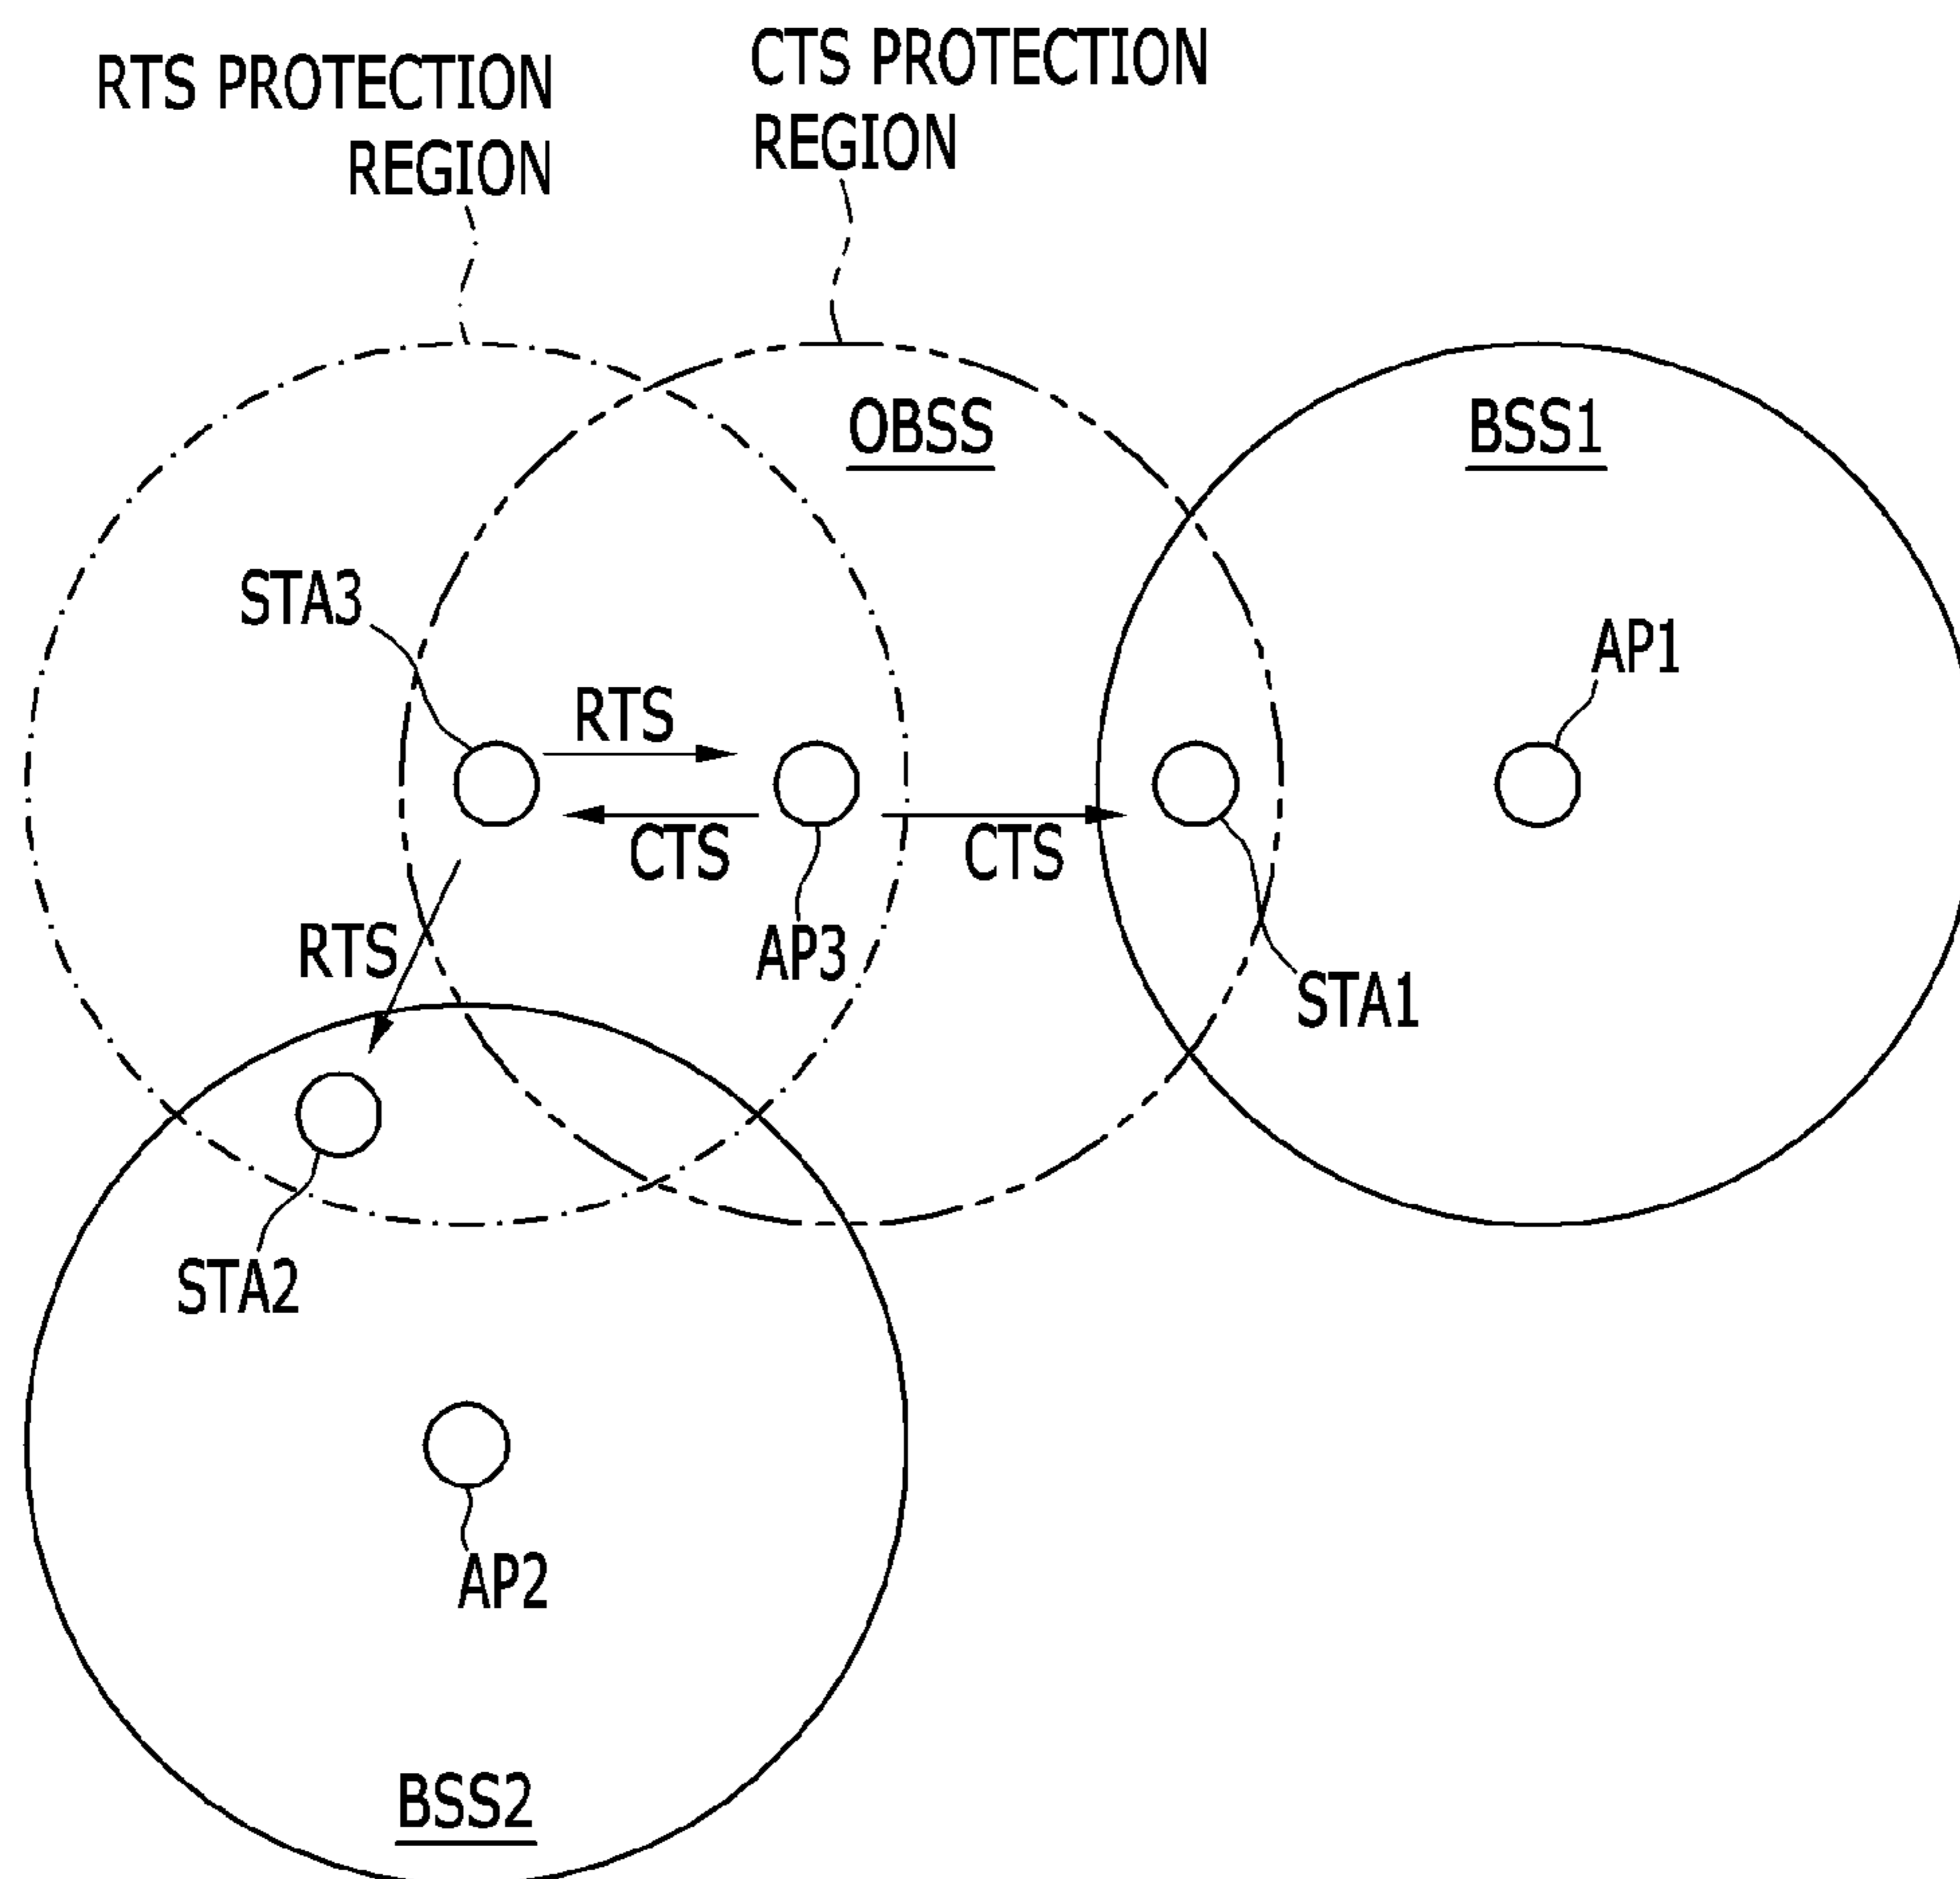 RTS PROTECTION
REGION
CTS PROTECTION
REGION
OBSS
BSS1
STA3
AP1
RTS
CTS
CTS
RTS
AP3
STA1
STA2
AP2
BSS2